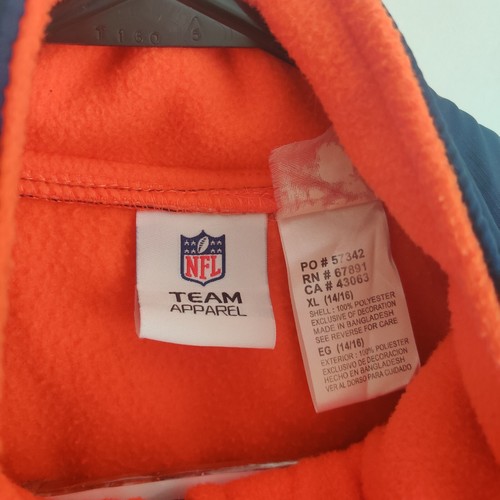 NFL
TEAM
APPAREL
PO # 57342
RN # 67891
CA # 43063
XL (14/16)
SHELL : 100% POLYESTER
EXCLUSIVE OF DECORATION
MADE IN BANGLADESH
SEE REVERSE FOR CARE
EG (14/16)
EXTERIOR : 100% POLIESTER
EXCLUSIVO DE DECORACION
HECHO EN BANGLADESH
VER AL DORSO PARA CUIDADO